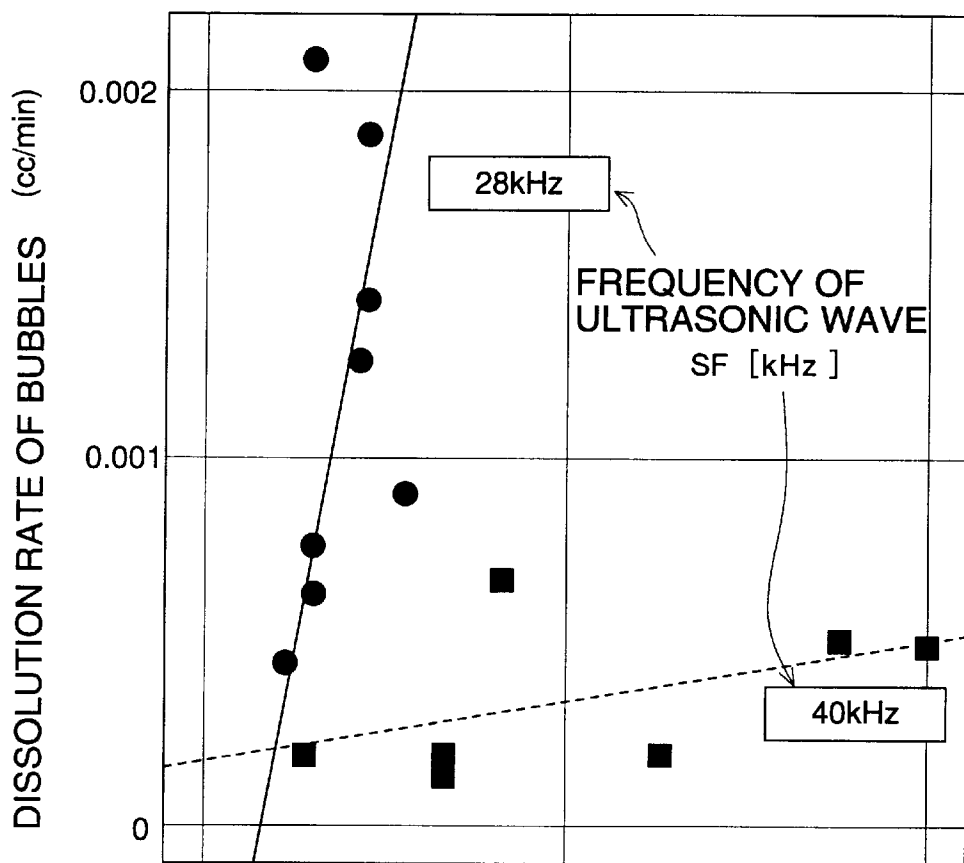 DISSOLUTION RATE OF BUBBLES (cc/min)
0.002
28kHz
FREQUENCY OF
ULTRASONIC WAVE
SF [kHz ]
0.001
40kHz
0